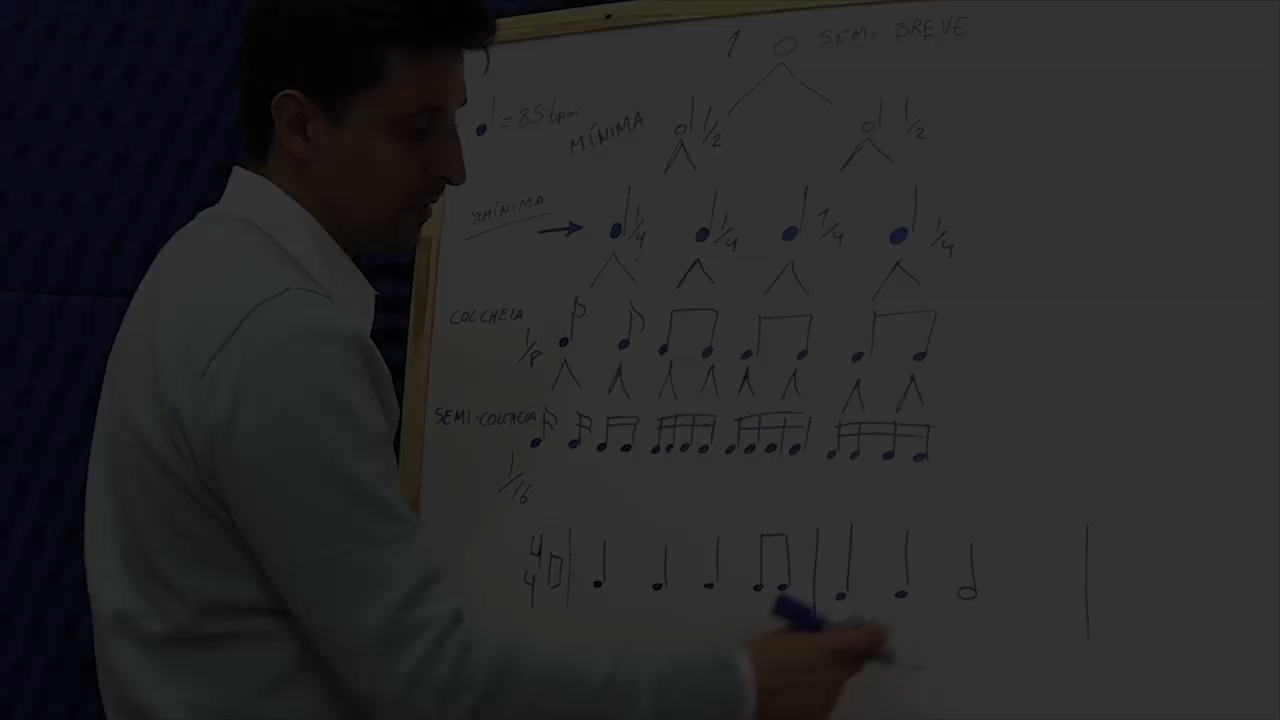 1 SEMI BREVE
= 85 bpm
MÍNIMA 1/2 1/2
SEMÍNIMA 1/4 1/4 1/4 1/4
COLCHEIA
1/8
SEMI-COLCHEIA
1/16
4
4